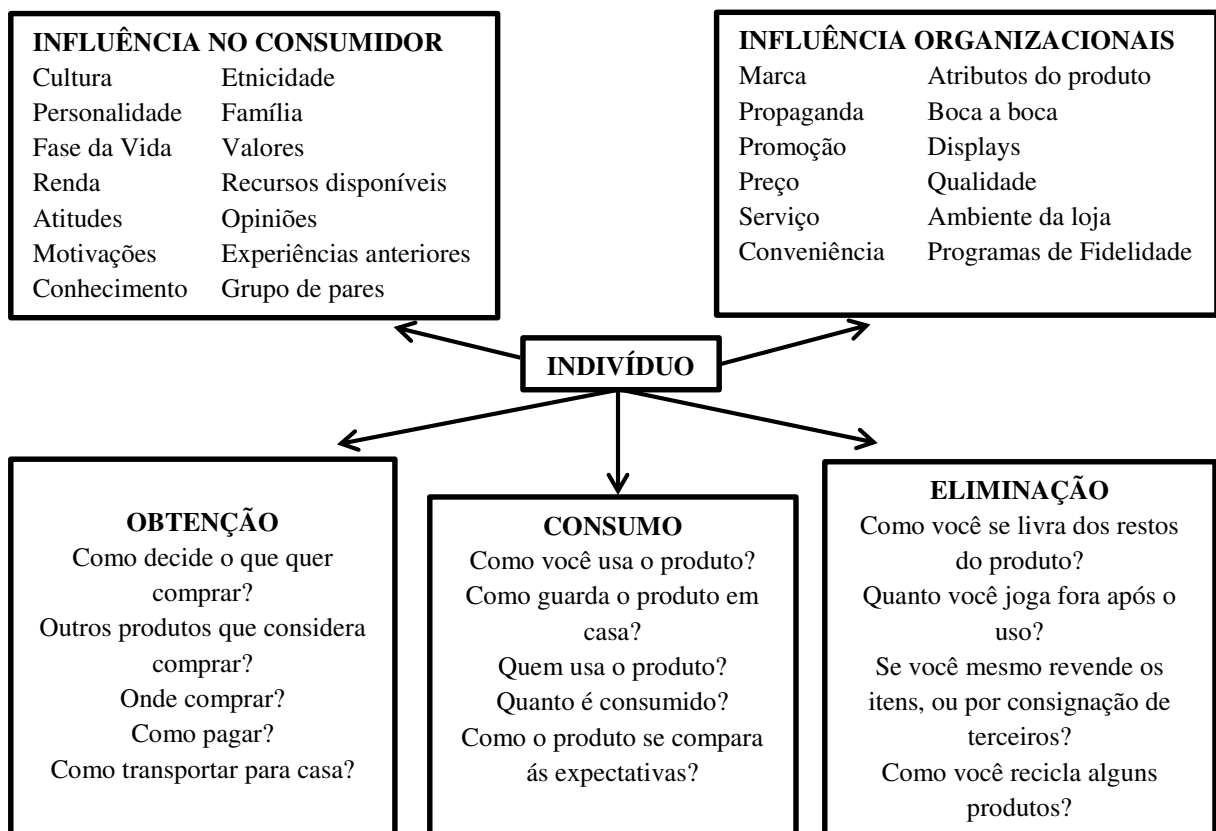 INFLUÊNCIA NO CONSUMIDOR
Cultura Etnicidade
Personalidade Família
Fase da Vida Valores
Renda Recursos disponíveis
Atitudes Opiniões
Motivações Experiências anteriores
Conhecimento Grupo de pares
INFLUÊNCIA ORGANIZACIONAIS
Marca Atributos do produto
Propaganda Boca a boca
Promoção Displays
Preço Qualidade
Serviço Ambiente da loja
Conveniência Programas de Fidelidade
INDIVÍDUO
OBTENÇÃO
Como decide o que quer
comprar?
Outros produtos que considera
comprar?
Onde comprar?
Como pagar?
Como transportar para casa?
CONSUMO
Como você usa o produto?
Como guarda o produto em
casa?
Quem usa o produto?
Quanto é consumido?
Como o produto se compara
ás expectativas?
ELIMINAÇÃO
Como você se livra dos restos
do produto?
Quanto você joga fora após o
uso?
Se você mesmo revende os
itens, ou por consignação de
terceiros?
Como você recicla alguns
produtos?